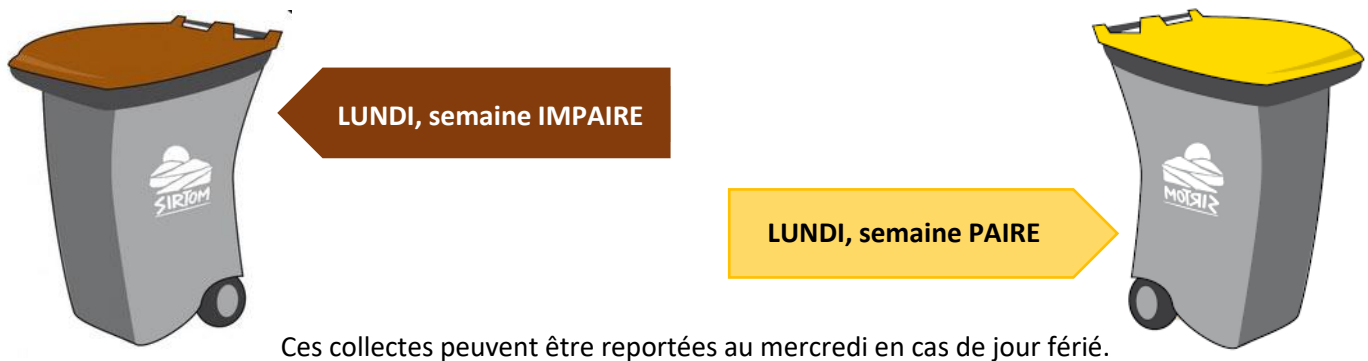 LUNDI, semaine IMPAIRE
SIRTOM
SIRTOM
LUNDI, semaine PAIRE
Ces collectes peuvent être reportées au mercredi en cas de jour férié.